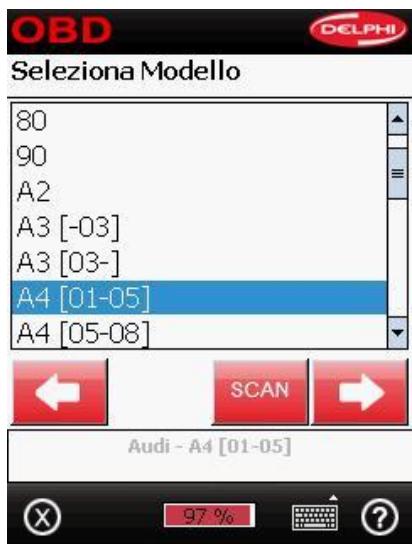 OBD
DELPHI
Seleziona Modello
80
90
A2
A3 [-03]
A3 [03-]
A4 [01-05]
A4 [05-08]
SCAN
Audi - A4 [01-05]
97 %
?